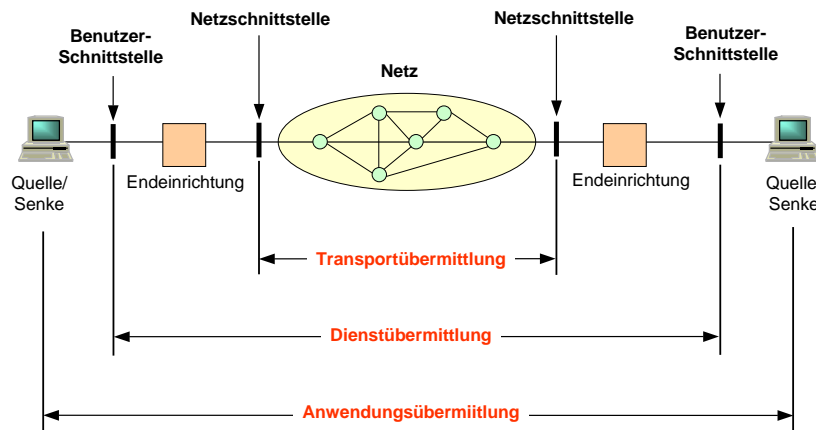 Netzschnittstelle
Netzschnittstelle
Benutzer-
Schnittstelle
Benutzer-
Schnittstelle
Netz
Quelle/
Senke
Endeinrichtung
Endeinrichtung
Quelle/
Senke
Transportübermittlung
Dienstübermittlung
Anwendungsübermiitlung